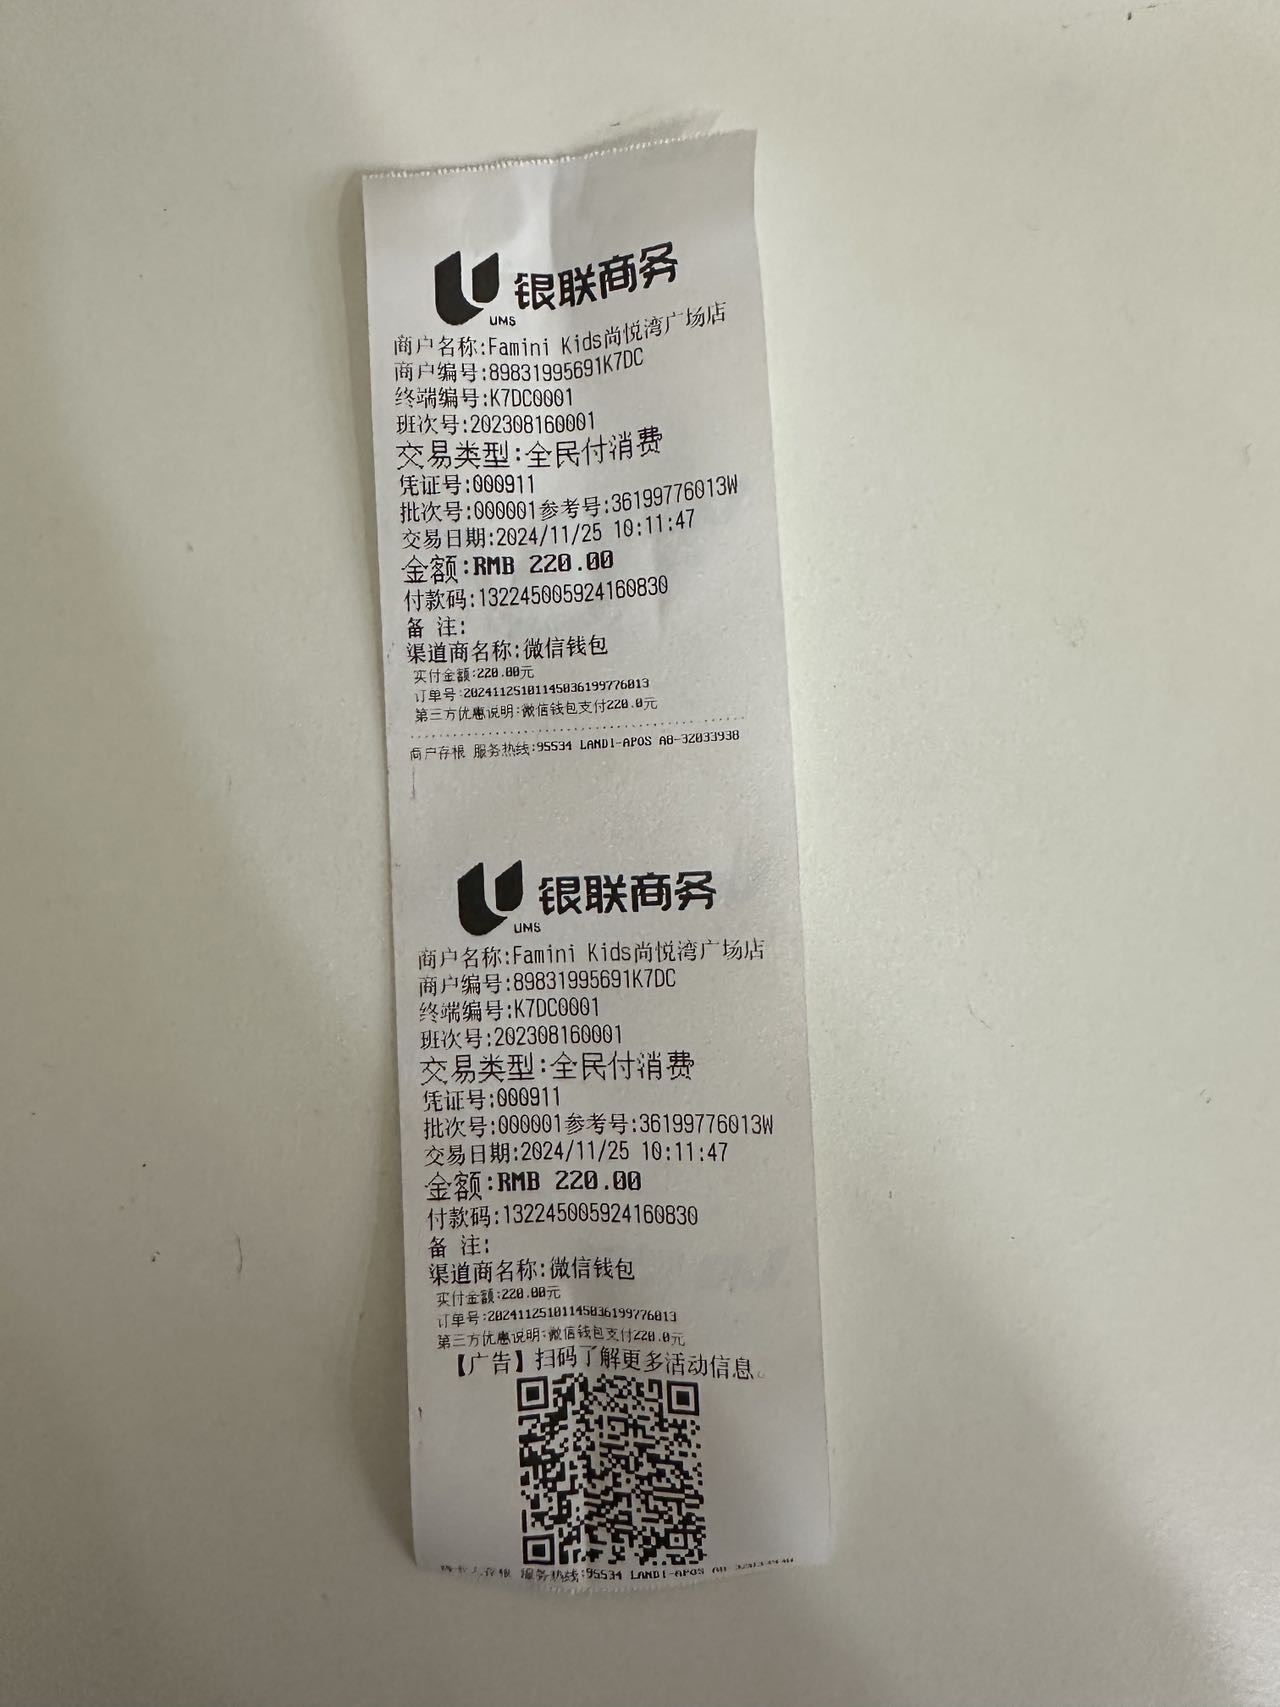 银联商务
UMS
商户名称:Famini Kids尚悦湾广场店
商户编号:89831995691K7DC
终端编号:K7DC0001
班次号:202308160001
交易类型:全民付消费
凭证号:000911
批次号:000001参考号:36199776013W
交易日期:2024/11/25 10:11:47
金额:RMB 220.00
付款码:132245005924160830
备 注:
渠道商名称:微信钱包
实付金额:220.00元
订单号:20241125101145036199776013
第三方优惠说明:微信钱包支付220.0元
商户存根 服务热线:95534 LANDI-APOS A8-32033938
银联商务
UMS
商户名称:Famini Kids尚悦湾广场店
商户编号:89831995691K7DC
终端编号:K7DC0001
班次号:202308160001
交易类型:全民付消费
凭证号:000911
批次号:000001参考号:36199776013W
交易日期:2024/11/25 10:11:47
金额:RMB 220.00
付款码:132245005924160830
备 注:
渠道商名称:微信钱包
实付金额:220.00元
订单号:20241125101145036199776013
第三方优惠说明:微信钱包支付220.0元
【广告】扫码了解更多活动信息。
服务热线:95534 LANDI-APOS